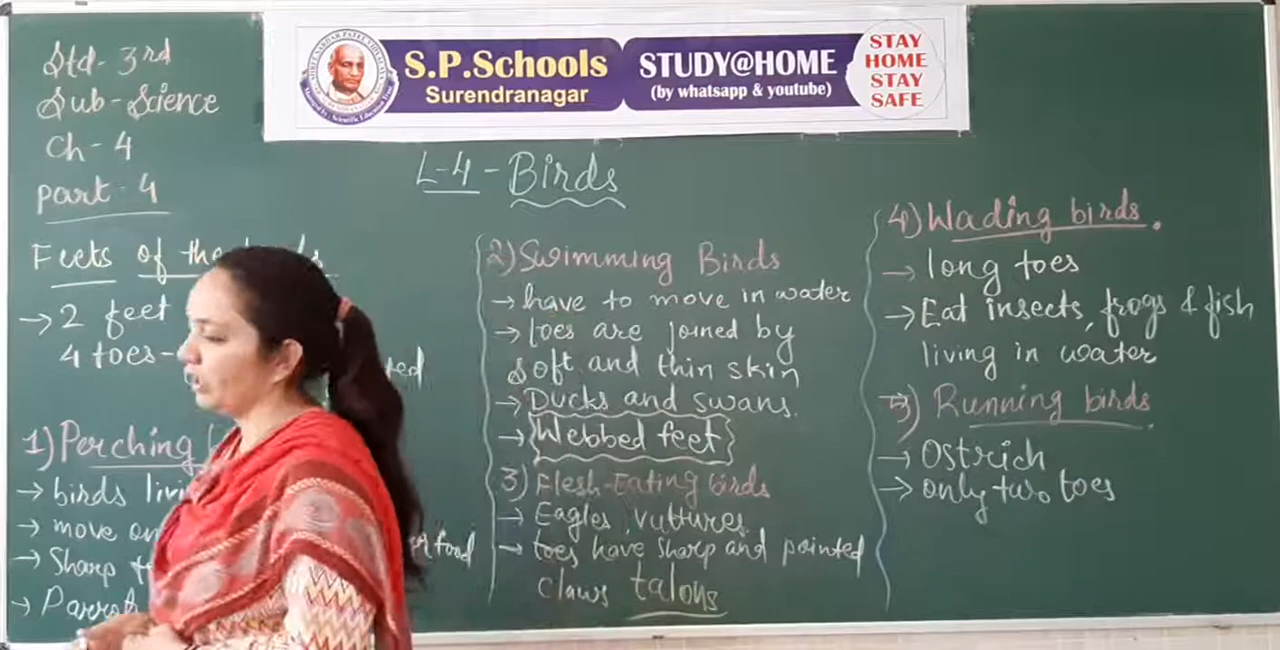 Std- 3rd
Sub- Science
Ch- 4
part- 4
S.P.Schools
Surendranagar
STUDY@HOME
(by whatsapp & youtube)
STAY
HOME
STAY
SAFE
L-4 - Birds
Feets of the
→ 2 feet
4 toes-
1) Perching
→ birds
→ move on
→ Sharp
→ Parrot
food
2) Swimming Birds
→ have to move in water
→ toes are joined by
soft and thin skin
→ Ducks and swans.
→ Webbed feet
3) Flesh-Eating birds
→ Eagles, vultures
→ toes have sharp and pointed
claws talons
4) Wading birds.
→ long toes
→ Eat insects, frogs & fish
living in water
5) Running birds.
→ Ostrich
→ only two toes